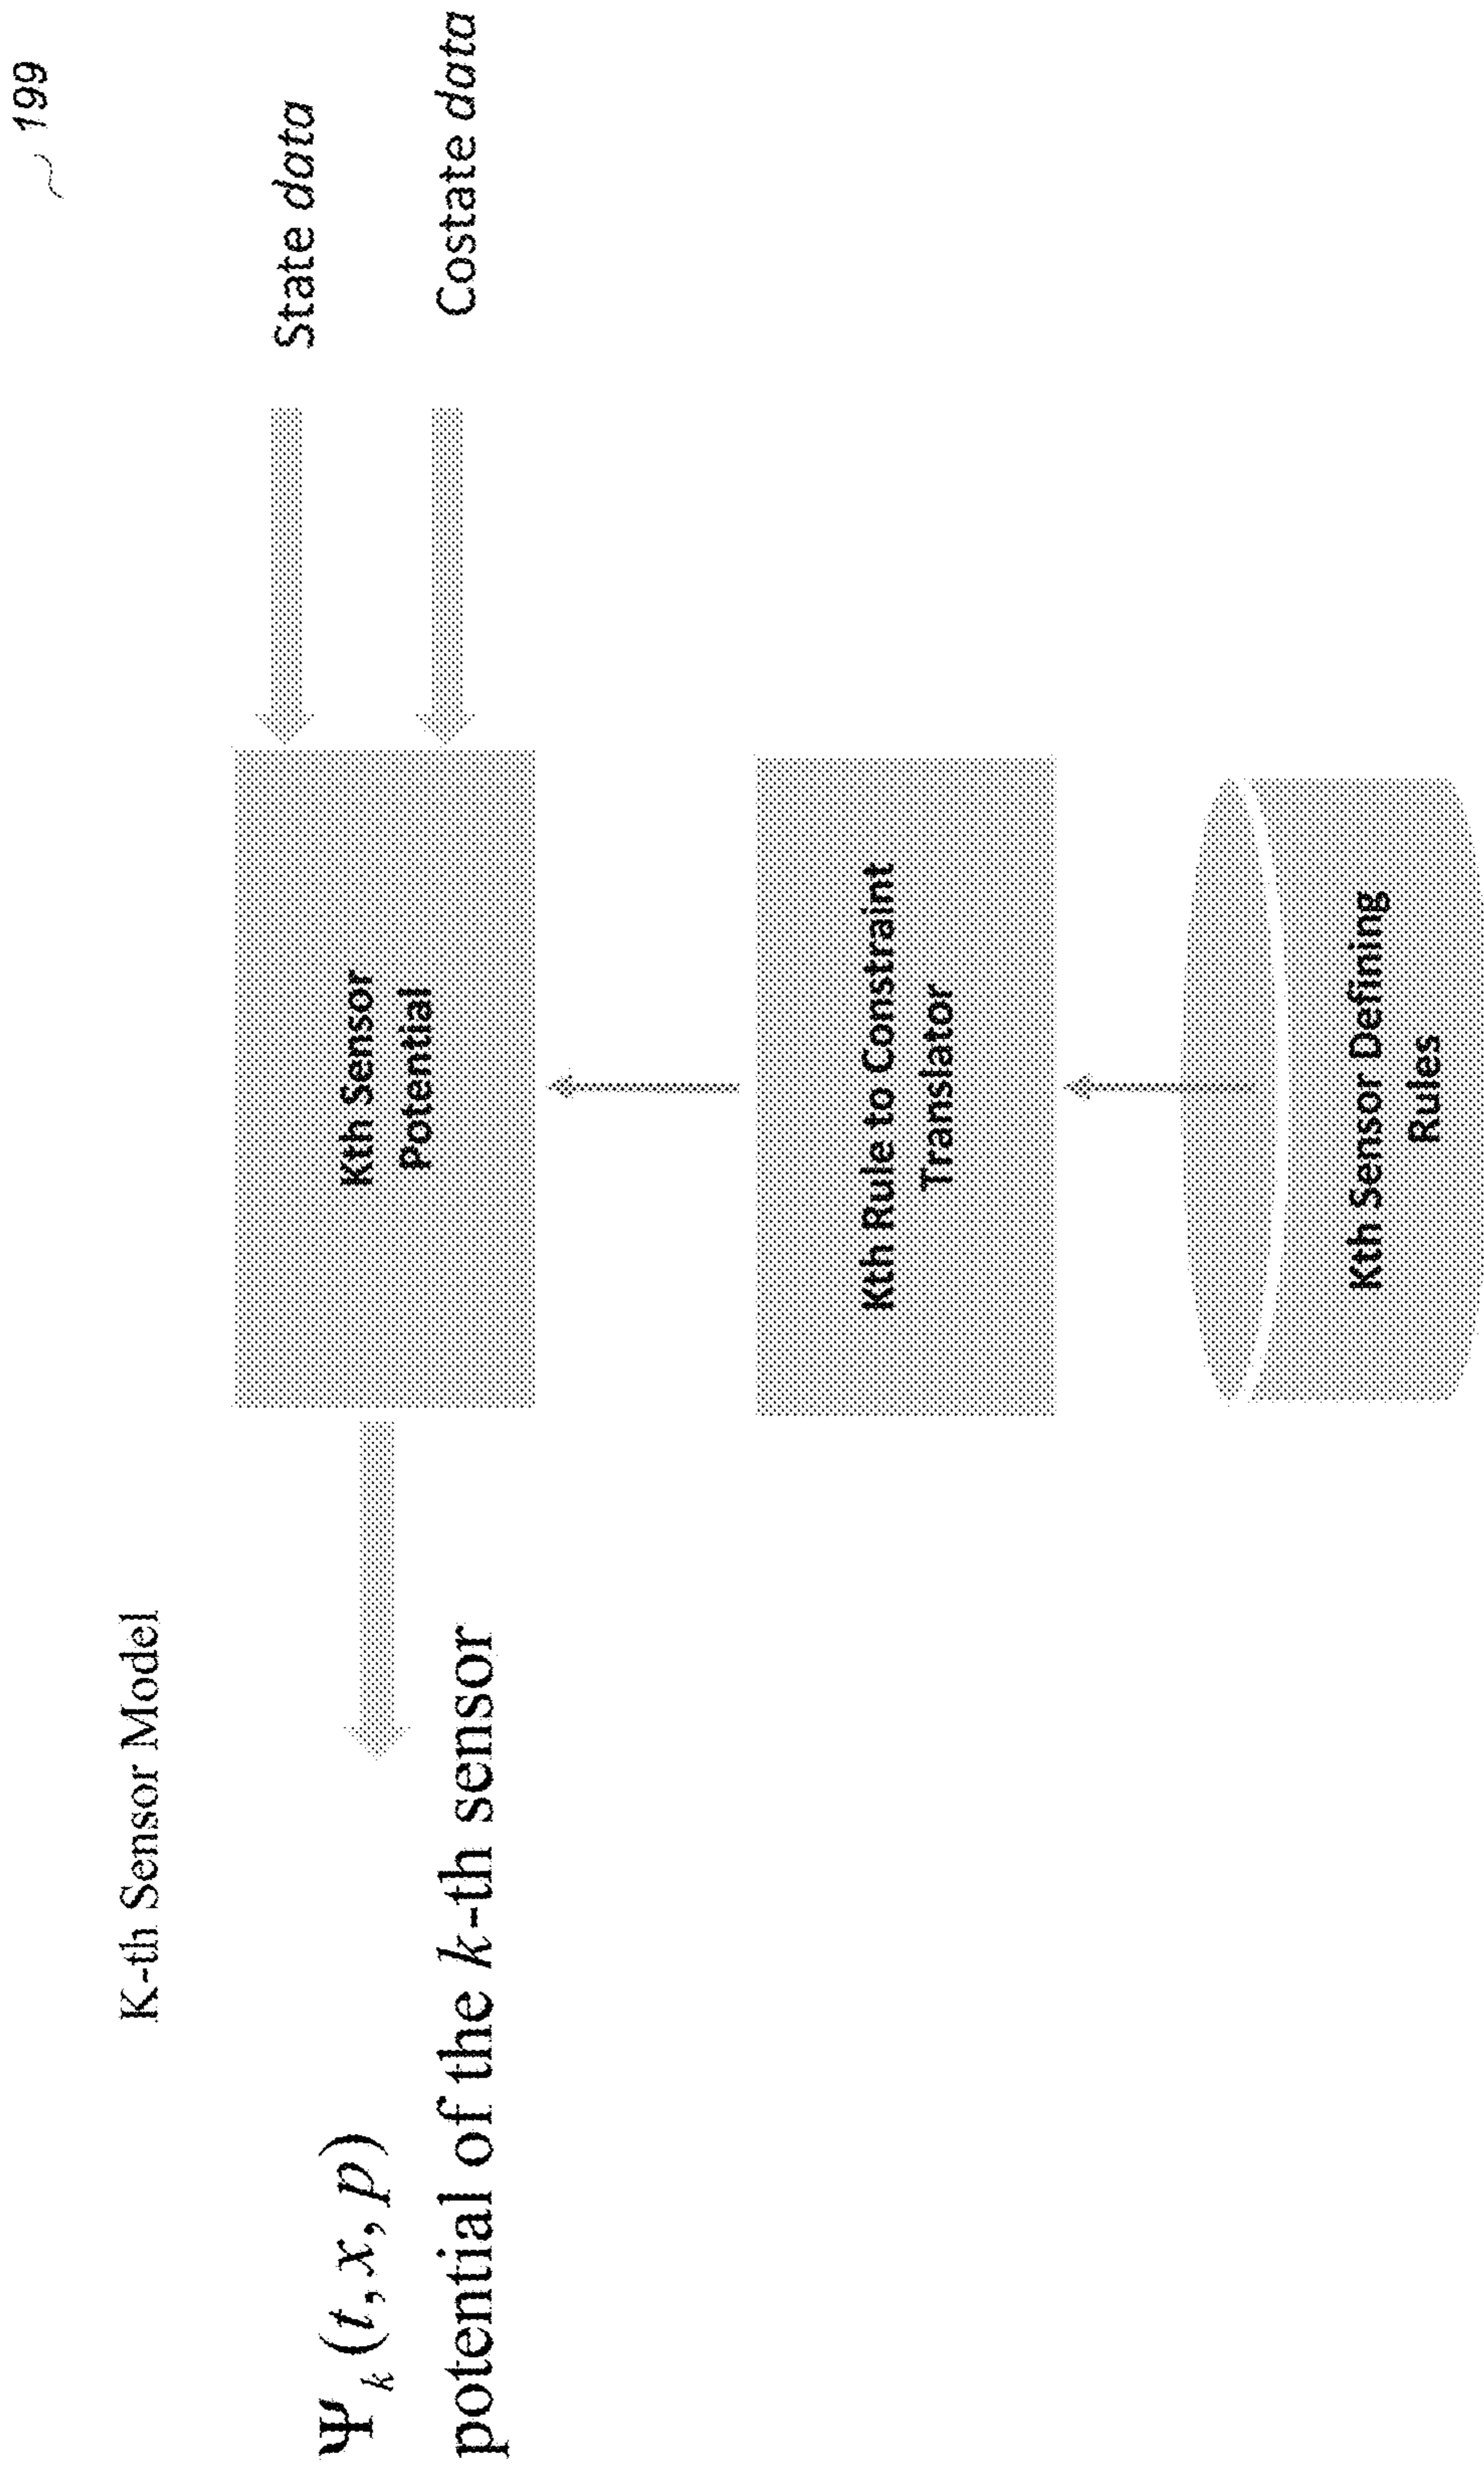 199
K-th Sensor Model
Ψk (t, x, p)
potential of the k-th sensor
Kth Sensor
Potential
State data
Costate data
Kth Rule to Constraint
Translator
Kth Sensor Defining
Rules